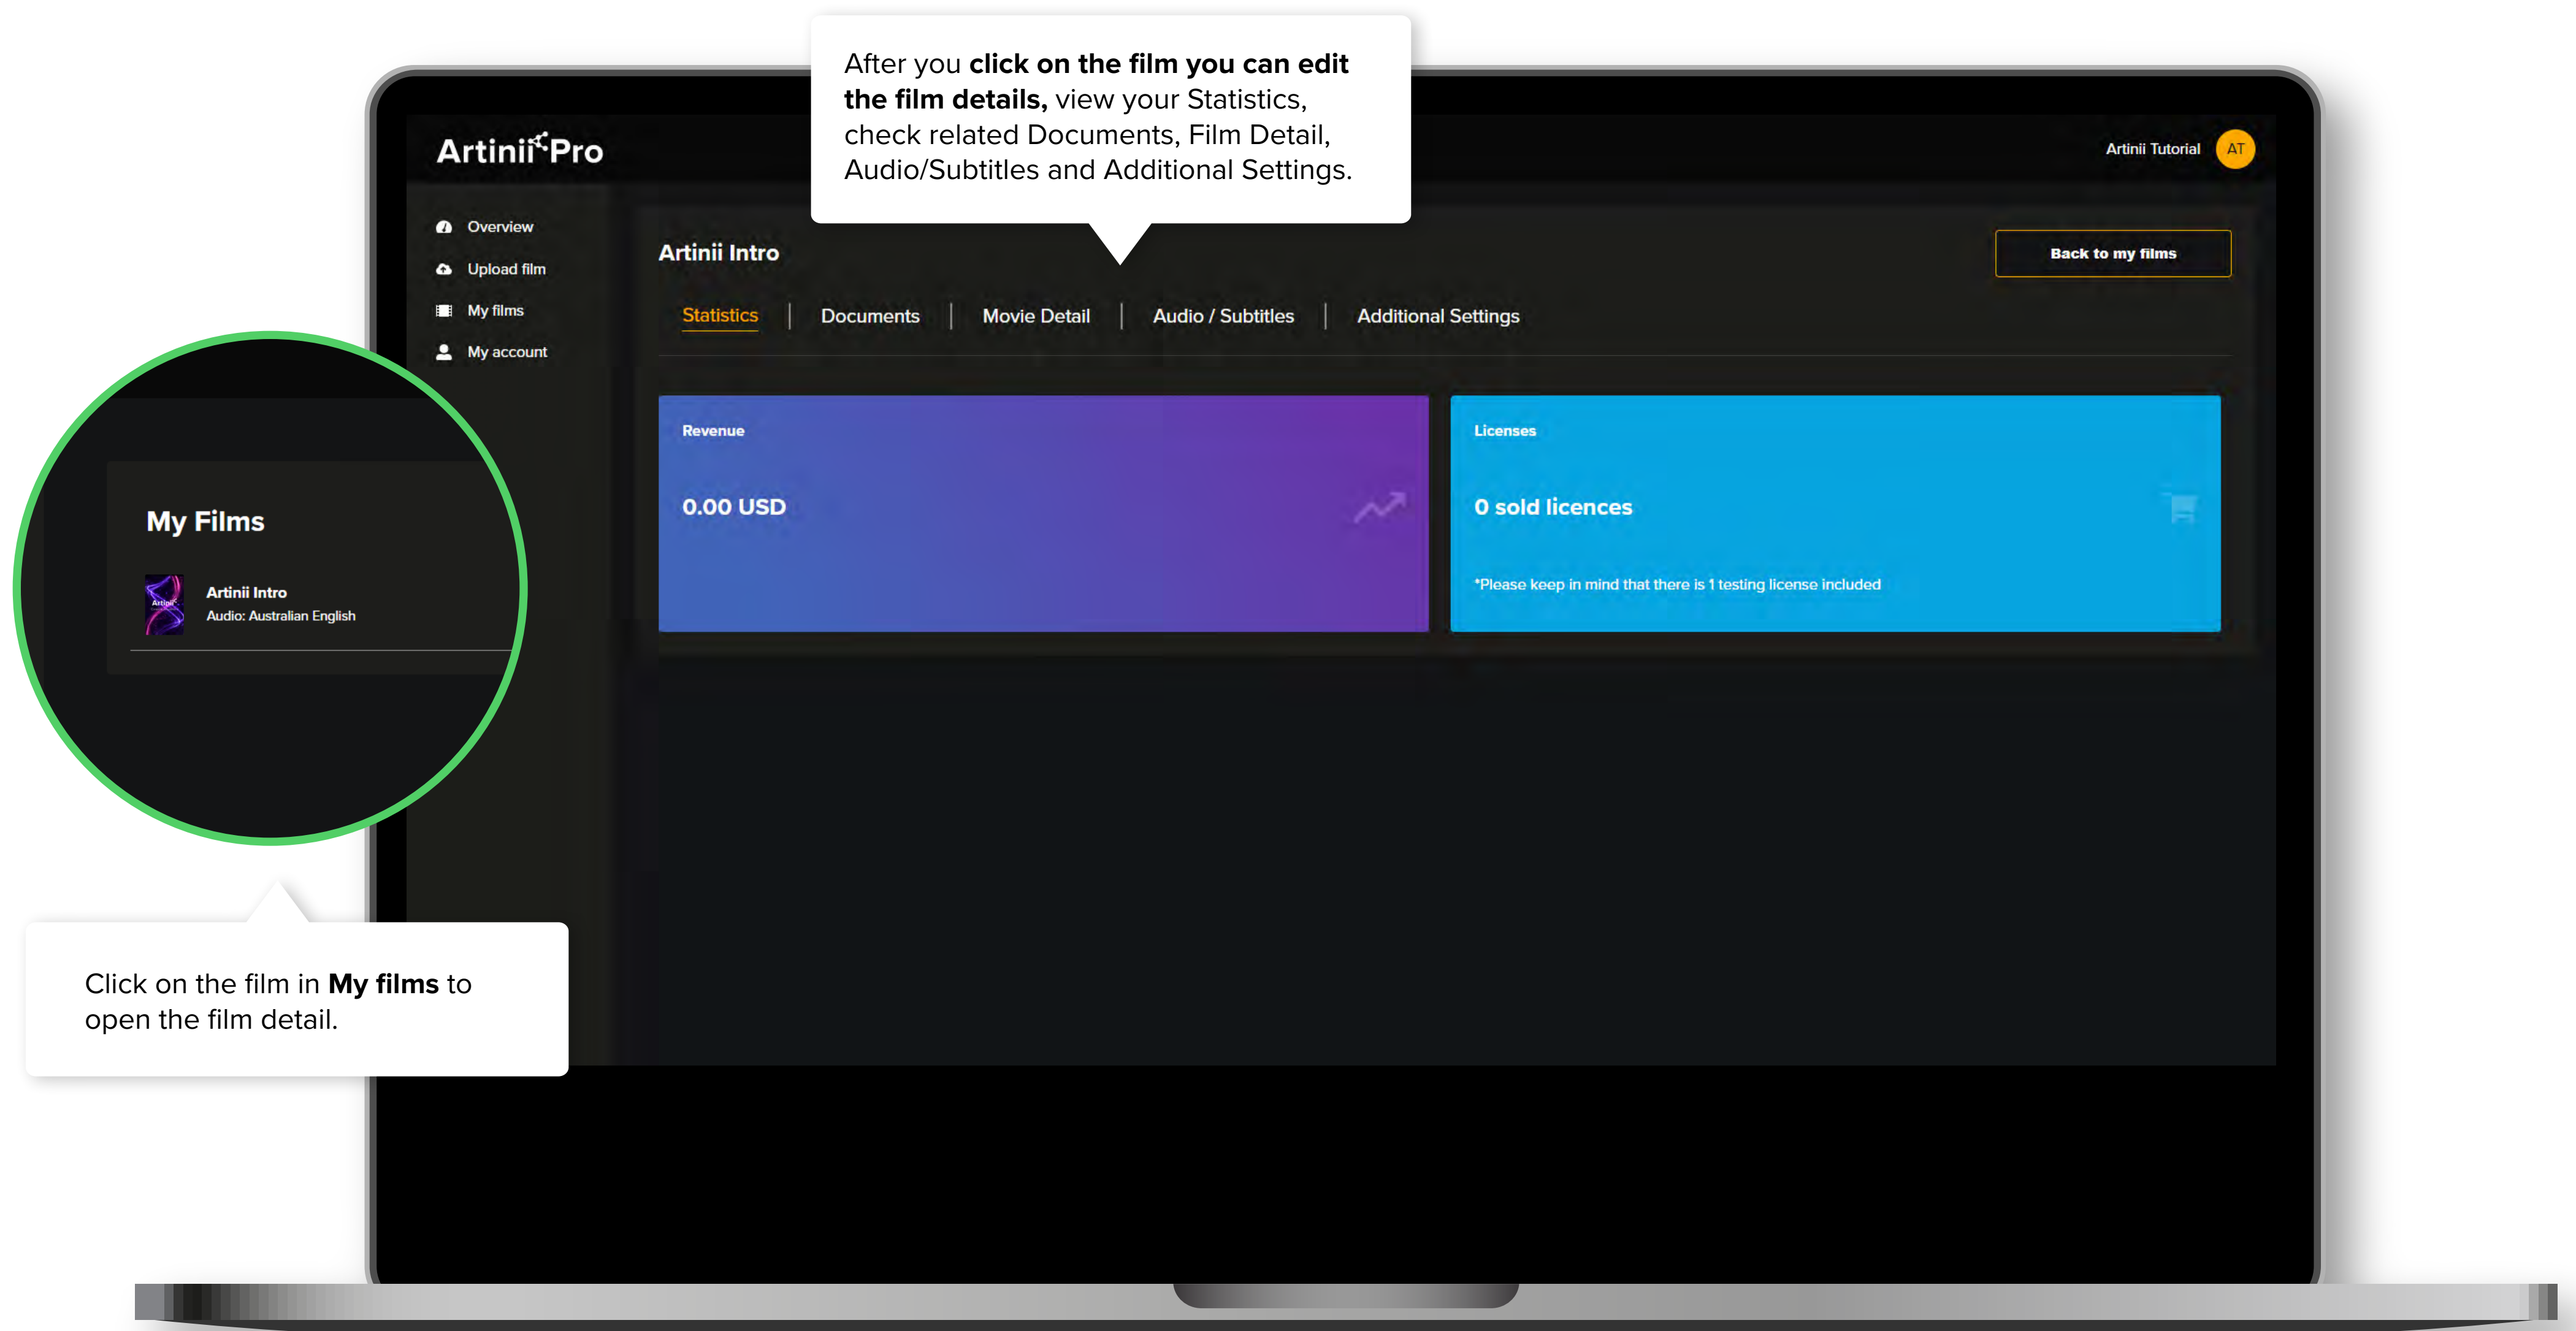 After you click on the film you can edit
the film details, view your Statistics,
check related Documents, Film Detail,
Audio/Subtitles and Additional Settings.
Artinii Pro
Artinii Tutorial AT
Overview
Upload film
My films
My account
Artinii Intro
Back to my films
Statistics | Documents | Movie Detail | Audio / Subtitles | Additional Settings
Revenue
0.00 USD
Licenses
0 sold licences
*Please keep in mind that there is 1 testing license included
My Films
Artinii
Artinii Intro
Audio: Australian English
Click on the film in My films to
open the film detail.